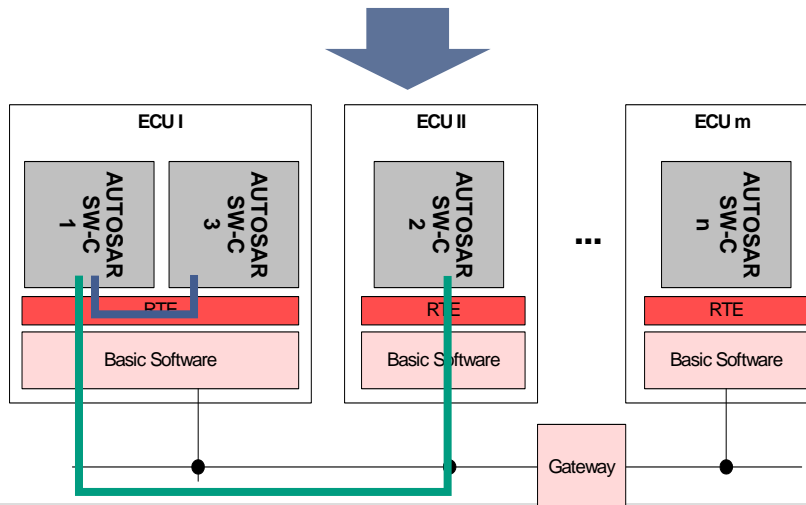 ECU I
ECU II
ECU m
AUTOSAR
SW-C
1
AUTOSAR
SW-C
3
AUTOSAR
SW-C
2
...
AUTOSAR
SW-C
n
RTE
RTE
RTE
Basic Software
Basic Software
Basic Software
Gateway